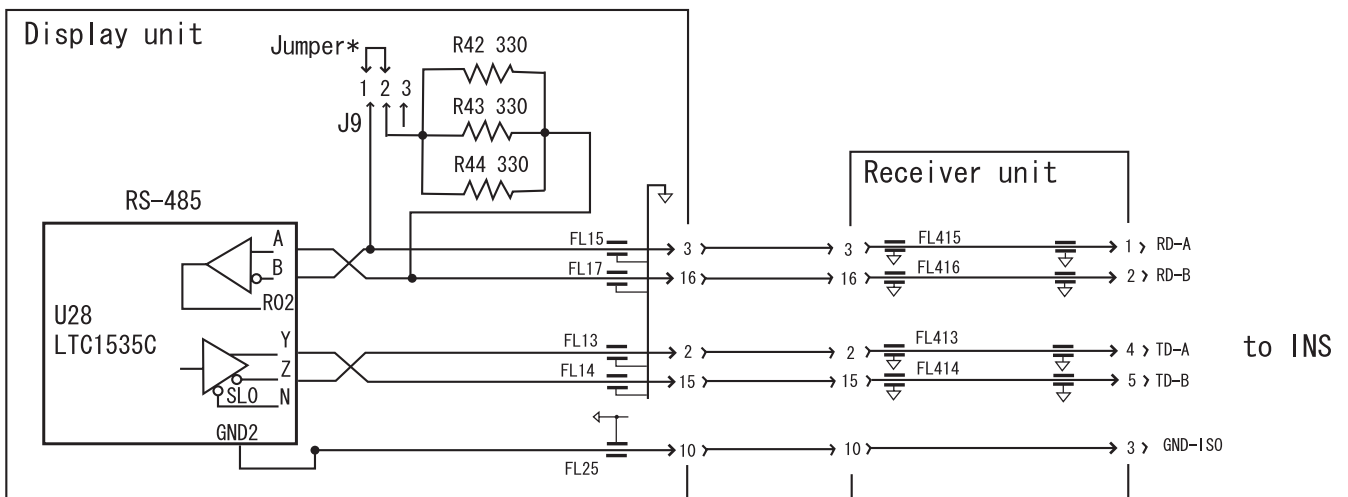 Display unit
Jumper*
R42 330
1 2 3
R43 330
J9
R44 330
Receiver unit
RS-485
A
B
RO2
U28
LTC1535C
Y
Z
SLO
N
GND2
FL15
3
3
FL415
1
RD-A
FL17
16
16
FL416
2
RD-B
FL13
2
2
FL413
4
TD-A
FL14
15
15
FL414
5
TD-B
to INS
FL25
10
10
3
GND-ISO